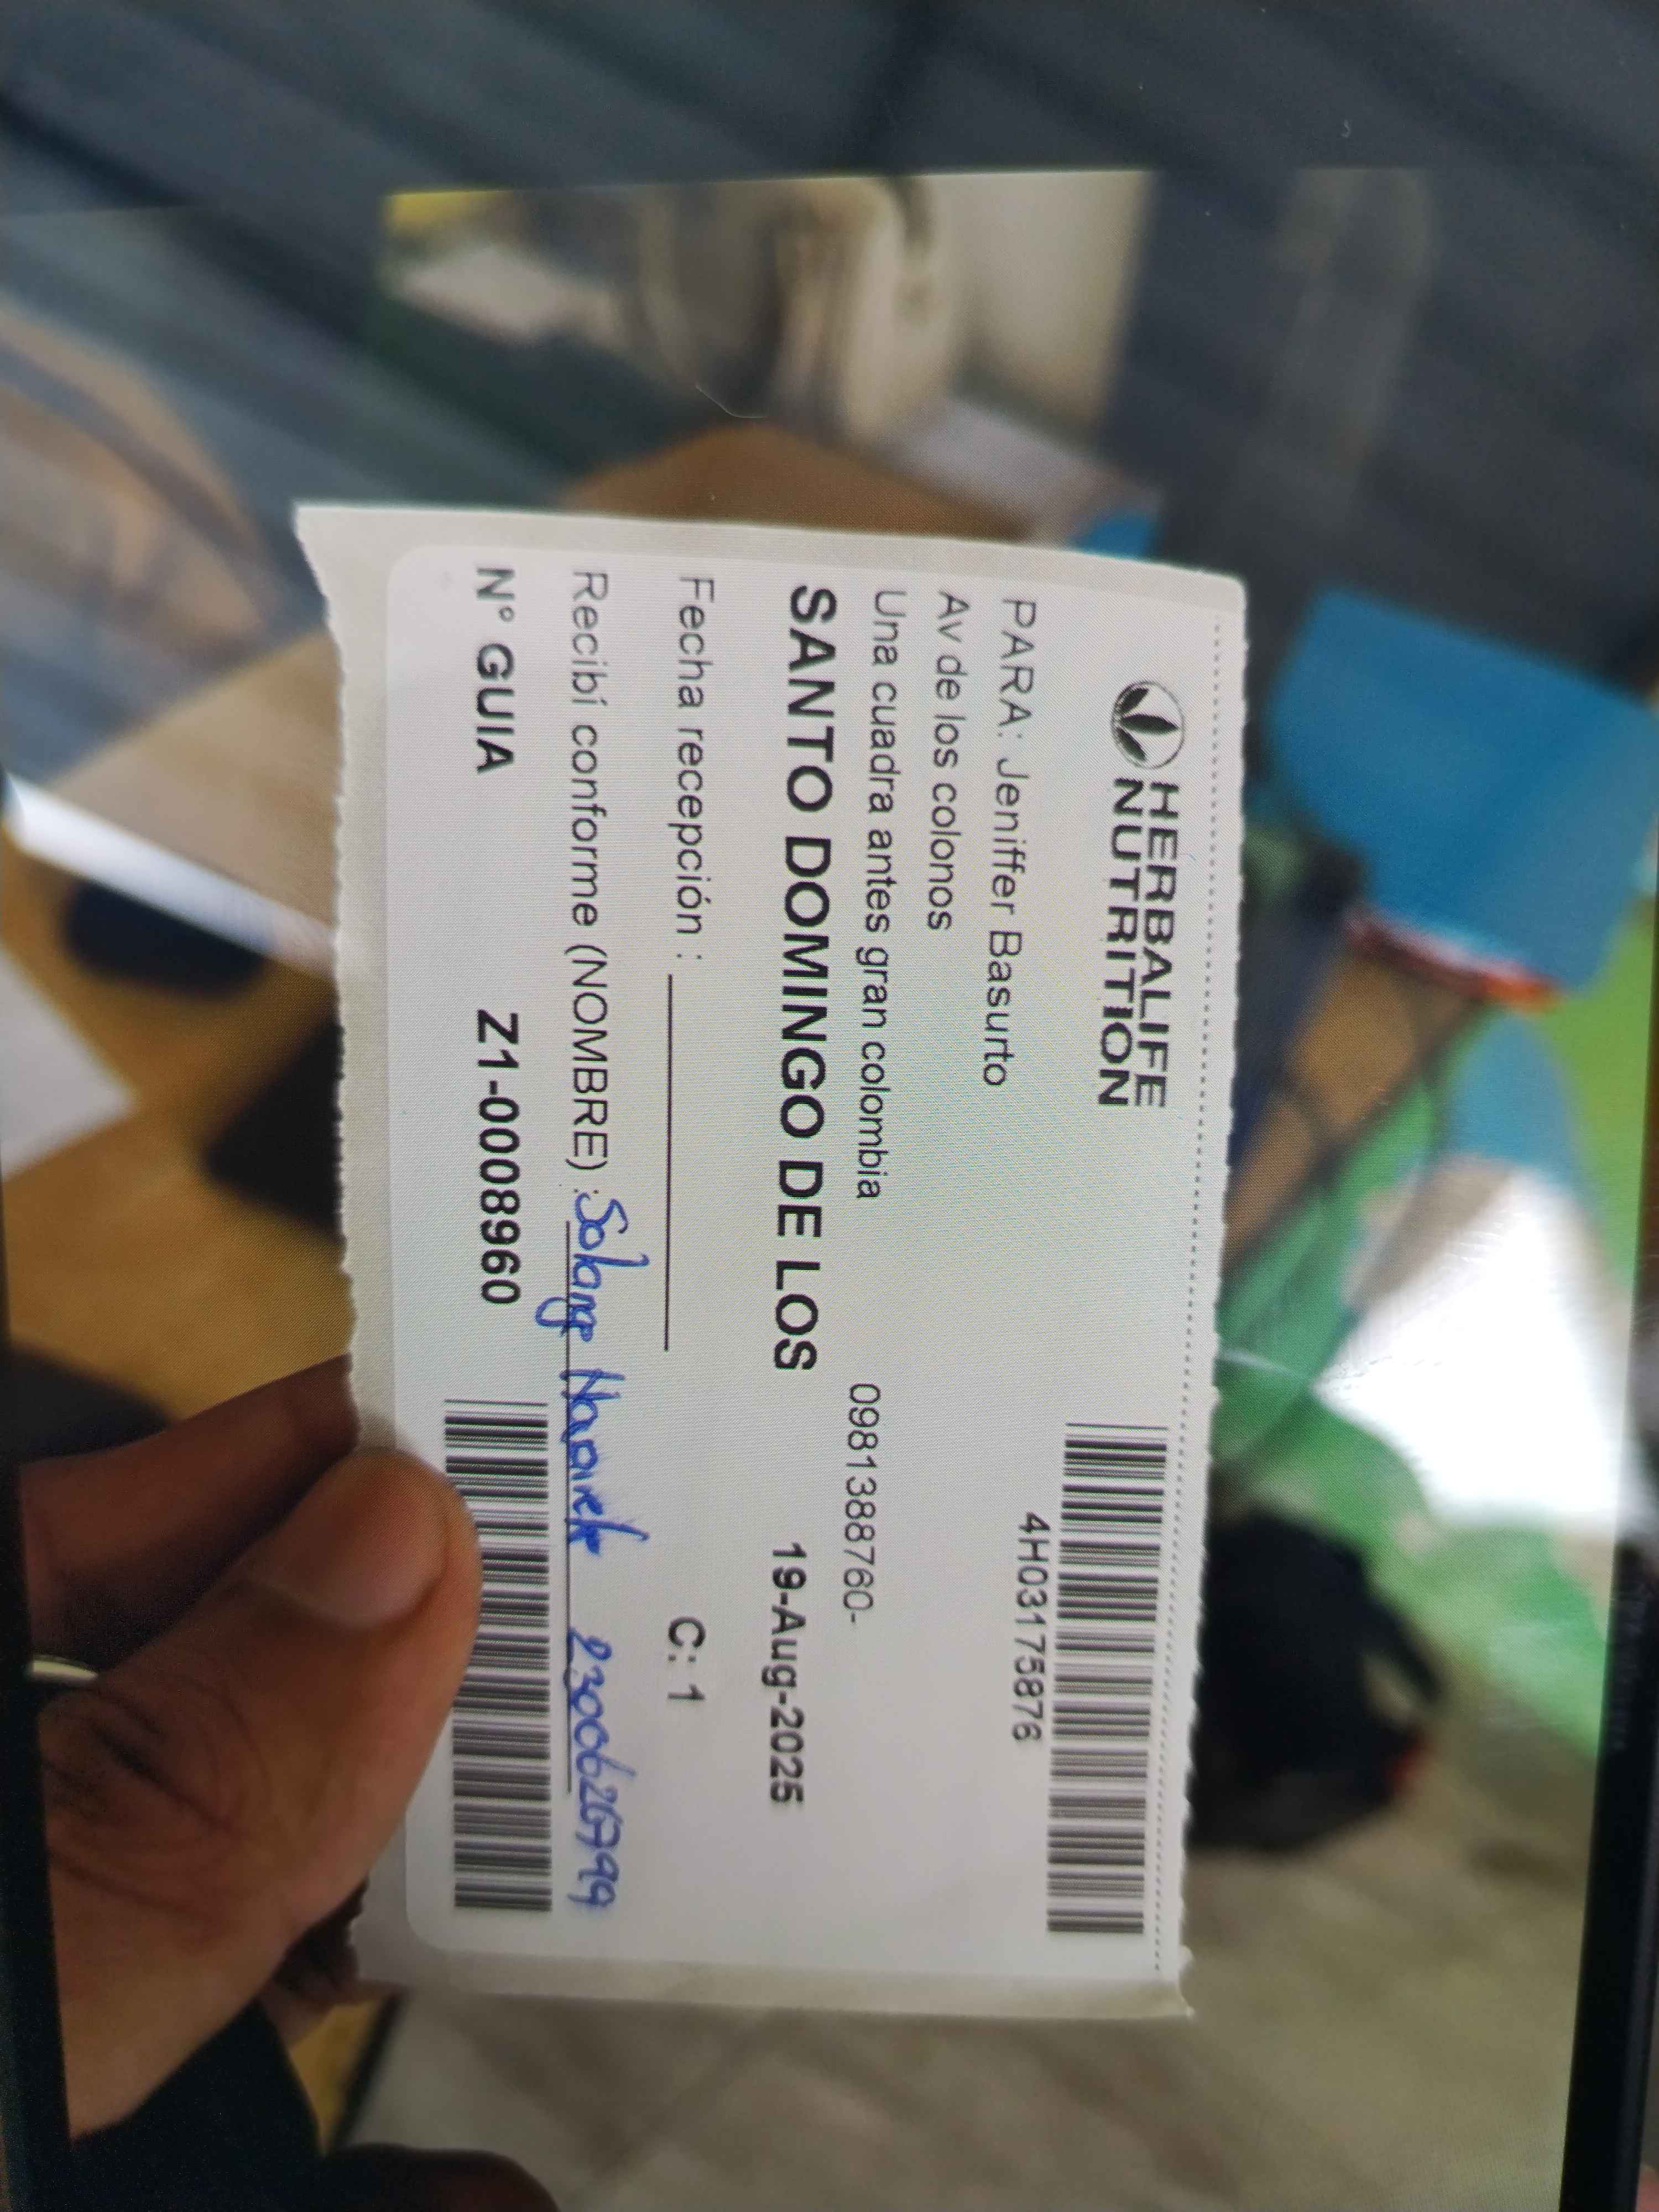 HERBALIFE
NUTRITION
4H03175876
PARA: Jeniffer Basurto
Av de los colonos
Una cuadra antes gran colombia
0981388760-
SANTO DOMINGO DE LOS
19-Aug-2025
Fecha recepción :
C: 1
Recibí conforme (NOMBRE) : Solange
N° GUIA Z1-0008960